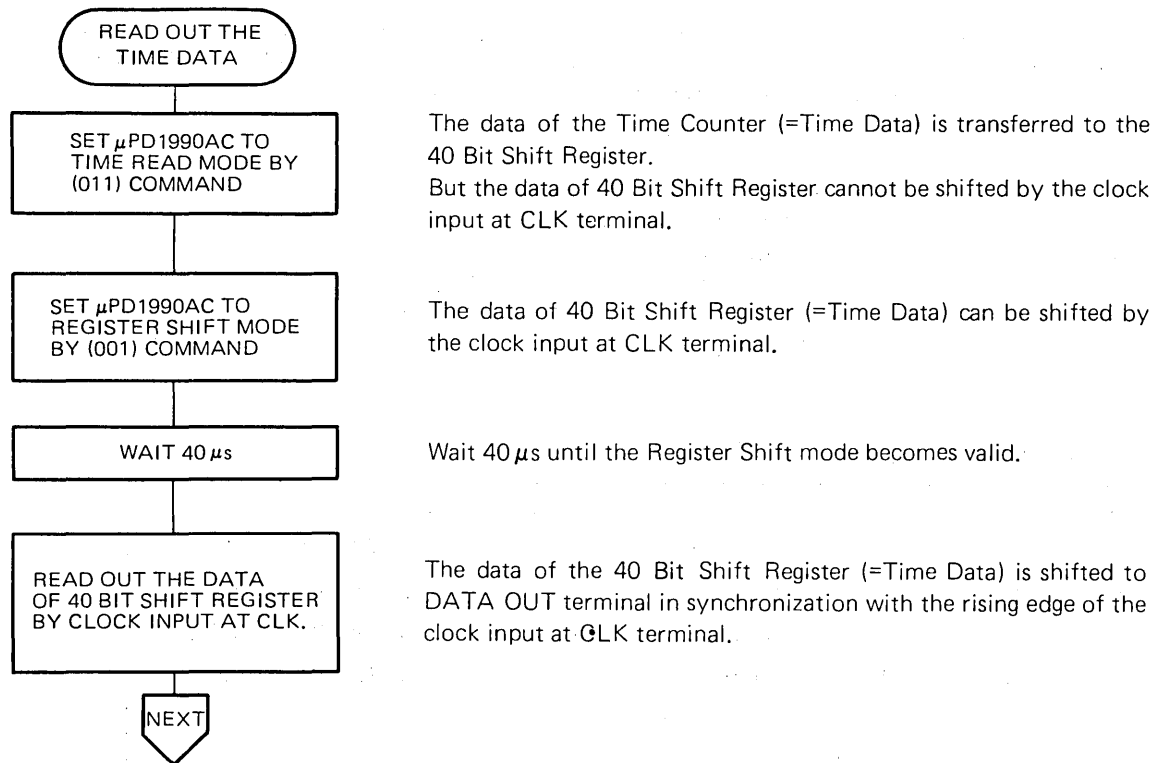 READ OUT THE
TIME DATA
SET μPD1990AC TO
TIME READ MODE BY
(011) COMMAND
The data of the Time Counter (=Time Data) is transferred to the
40 Bit Shift Register.
But the data of 40 Bit Shift Register cannot be shifted by the clock
input at CLK terminal.
SET μPD1990AC TO
REGISTER SHIFT MODE
BY (001) COMMAND
The data of 40 Bit Shift Register (=Time Data) can be shifted by
the clock input at CLK terminal.
WAIT 40 μs
Wait 40 μs until the Register Shift mode becomes valid.
READ OUT THE DATA
OF 40 BIT SHIFT REGISTER
BY CLOCK INPUT AT CLK.
The data of the 40 Bit Shift Register (=Time Data) is shifted to
DATA OUT terminal in synchronization with the rising edge of the
clock input at CLK terminal.
NEXT